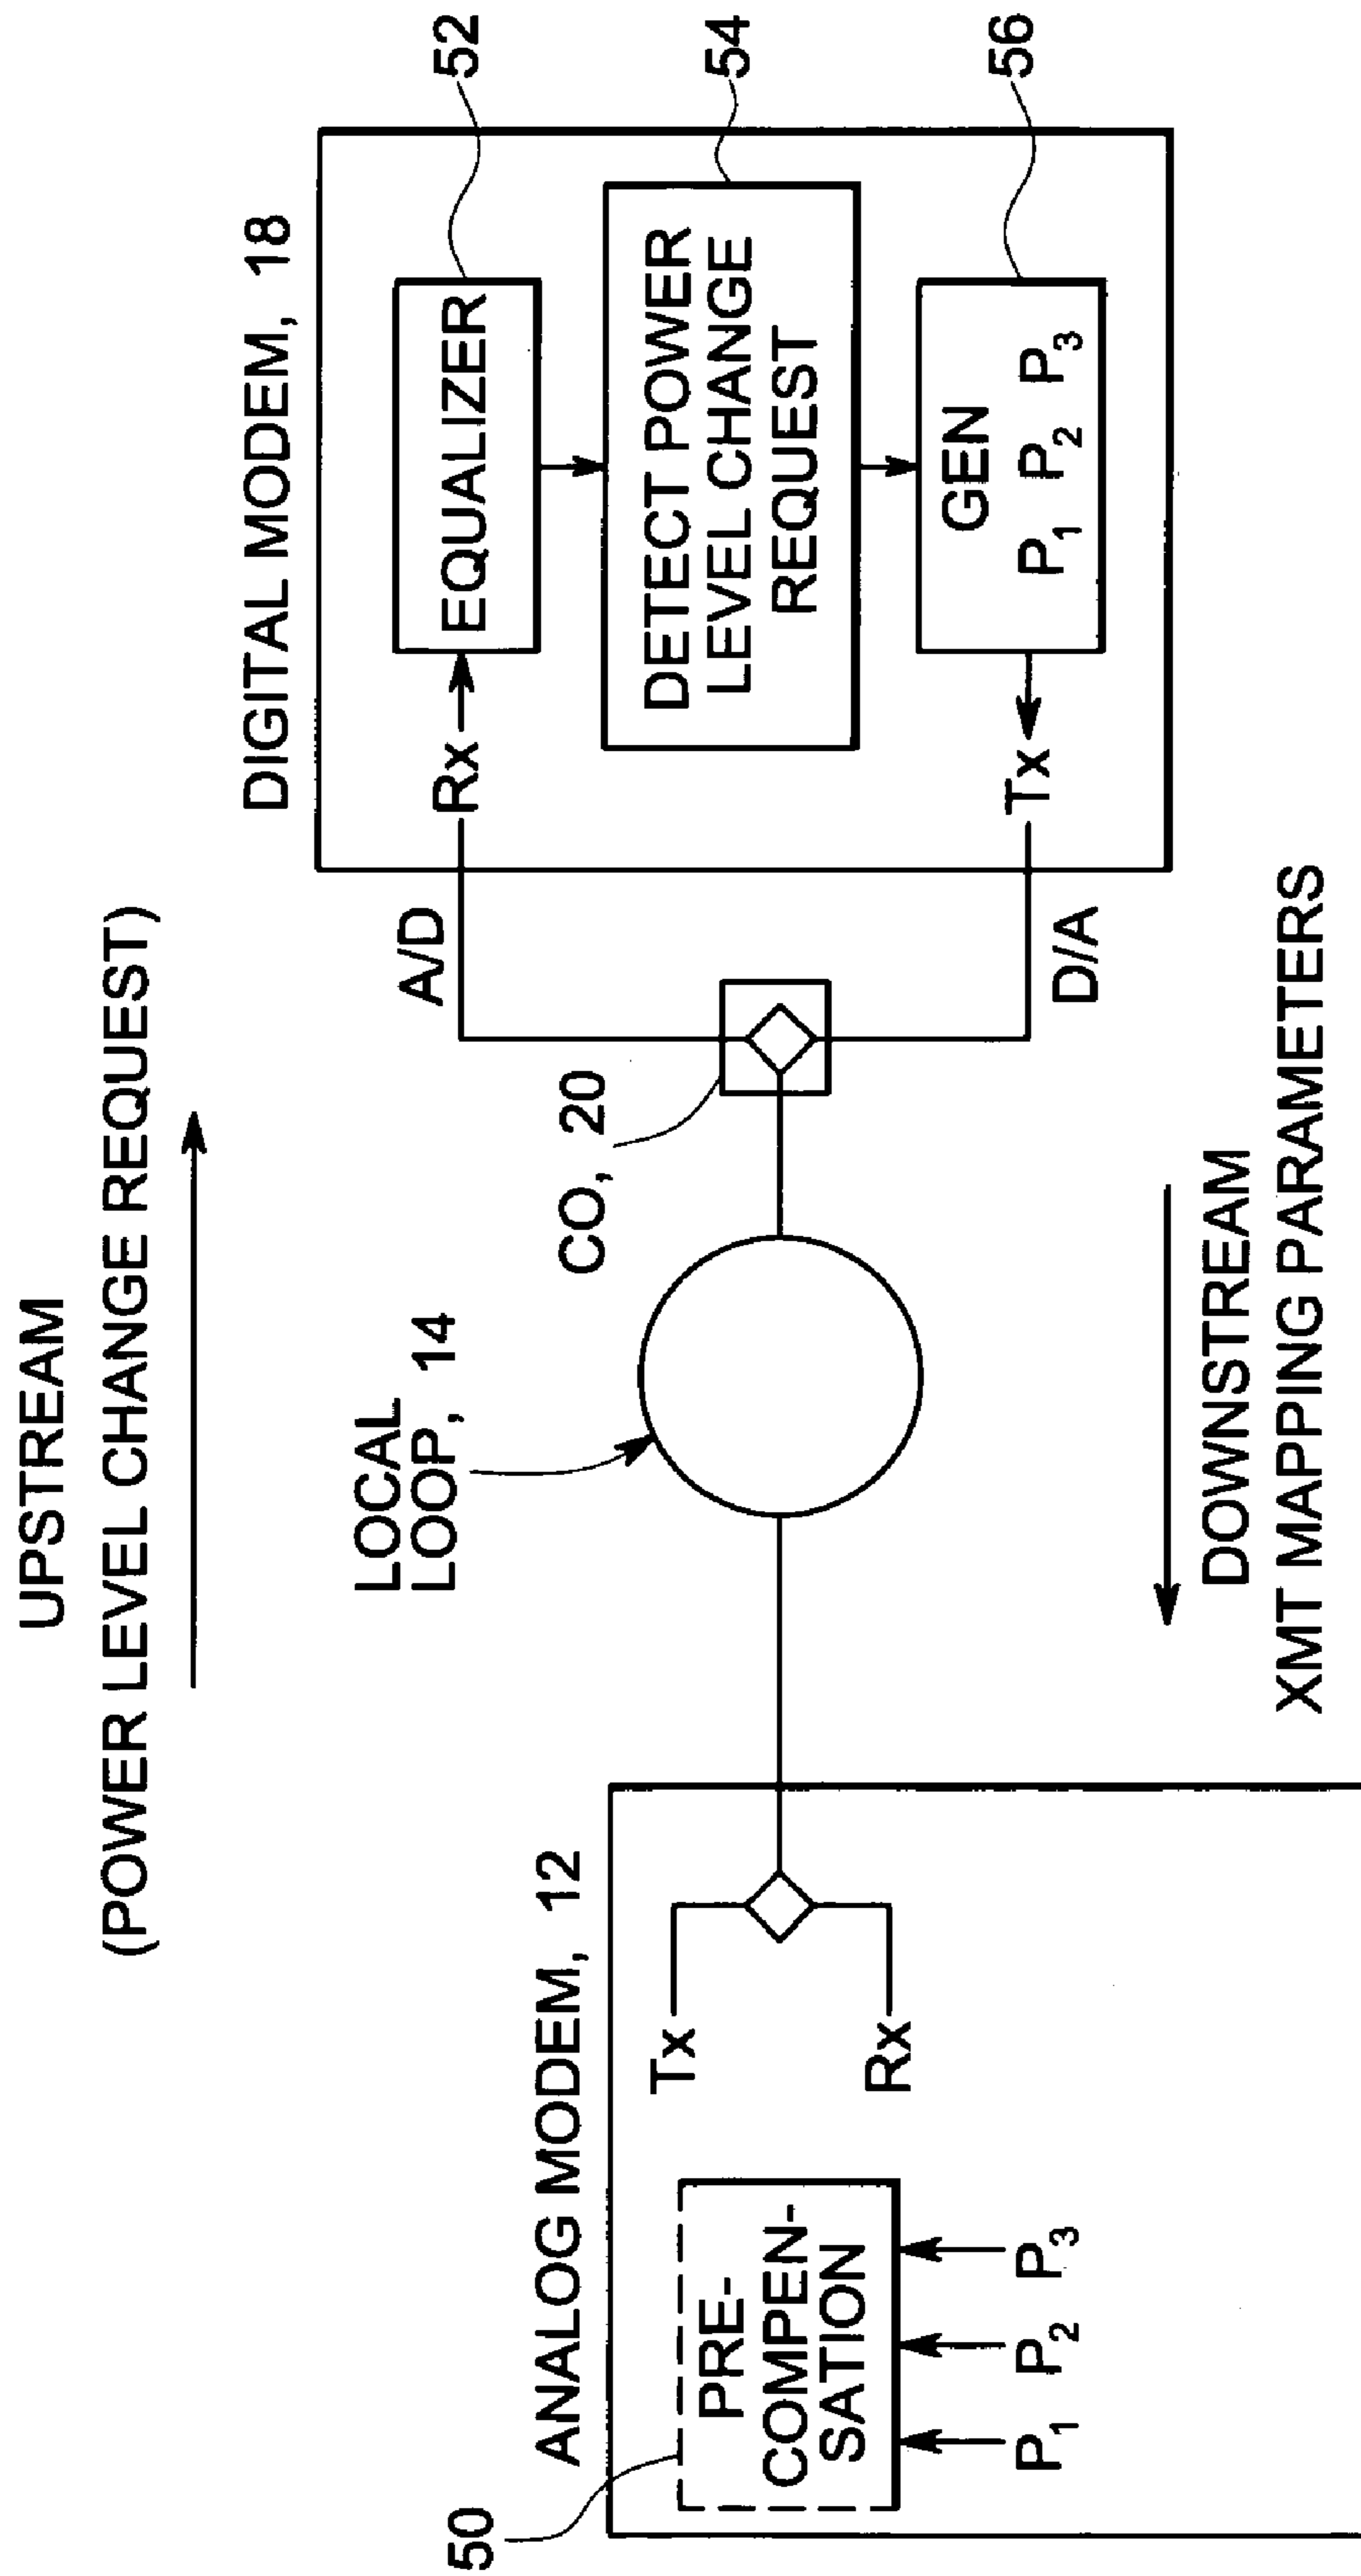 UPSTREAM
(POWER LEVEL CHANGE REQUEST)
DIGITAL MODEM, 18
LOCAL
LOOP, 14
A/D
Rx
EQUALIZER
52
ANALOG MODEM, 12
CO, 20
DETECT POWER
LEVEL CHANGE
REQUEST
54
50
PRE-
COMPEN-
SATION
Tx
Rx
GEN
P1 P2 P3
56
Tx
D/A
P1 P2 P3
DOWNSTREAM
XMT MAPPING PARAMETERS